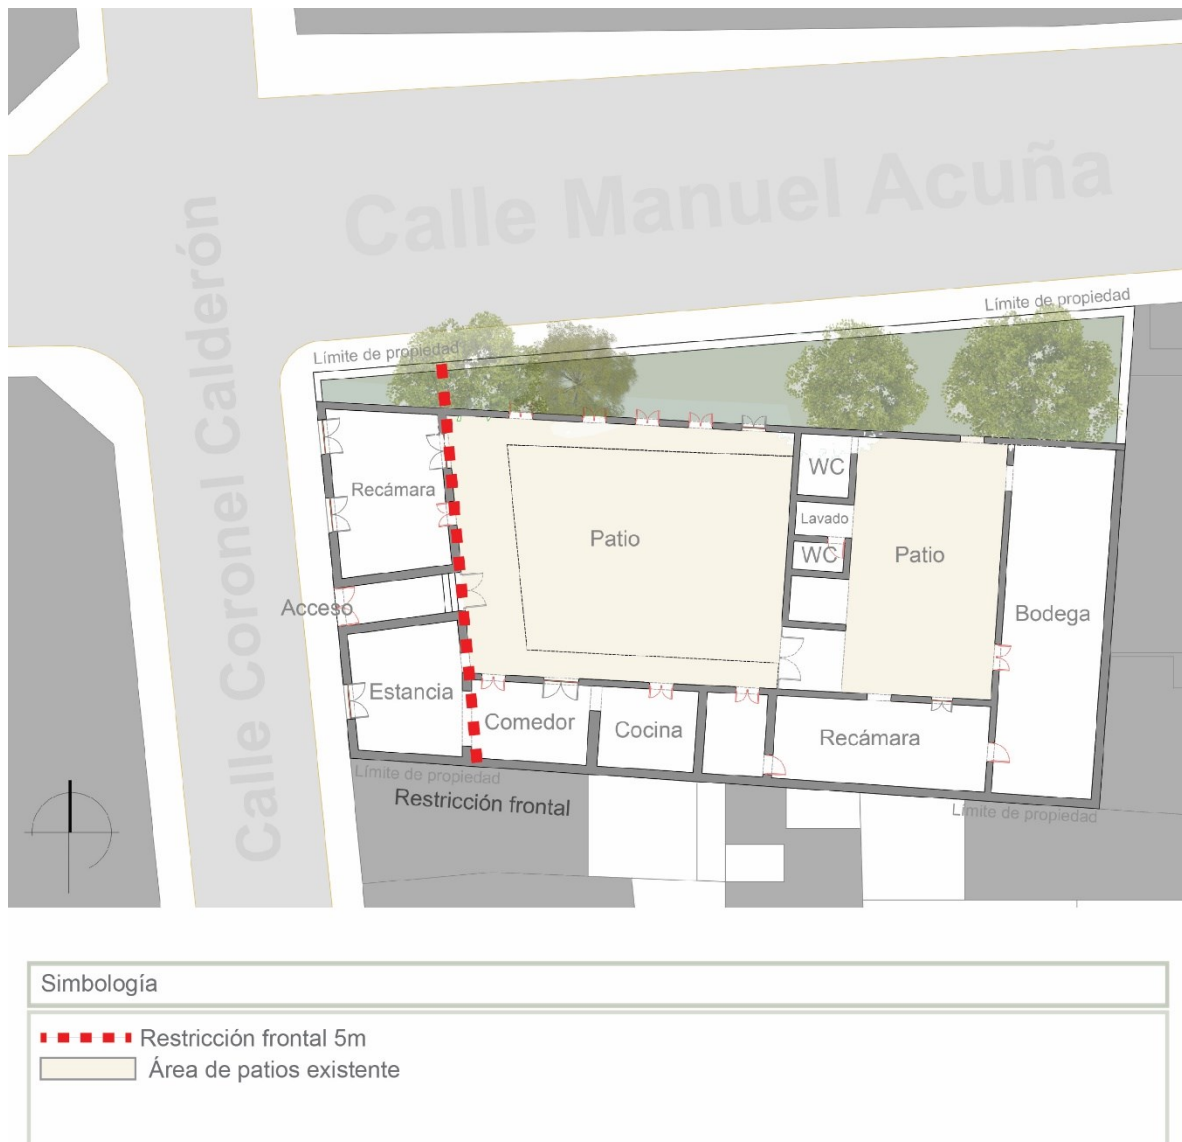 Calle Manuel Acuña
Calle Coronel Calderón
Límite de propiedad
Límite de propiedad
Recámara
Patio
WC
Lavado
WC
Patio
Acceso
Bodega
Estancia
Comedor
Cocina
Recámara
Límite de propiedad
Restricción frontal
Límite de propiedad
Simbología
Restricción frontal 5m
Área de patios existente